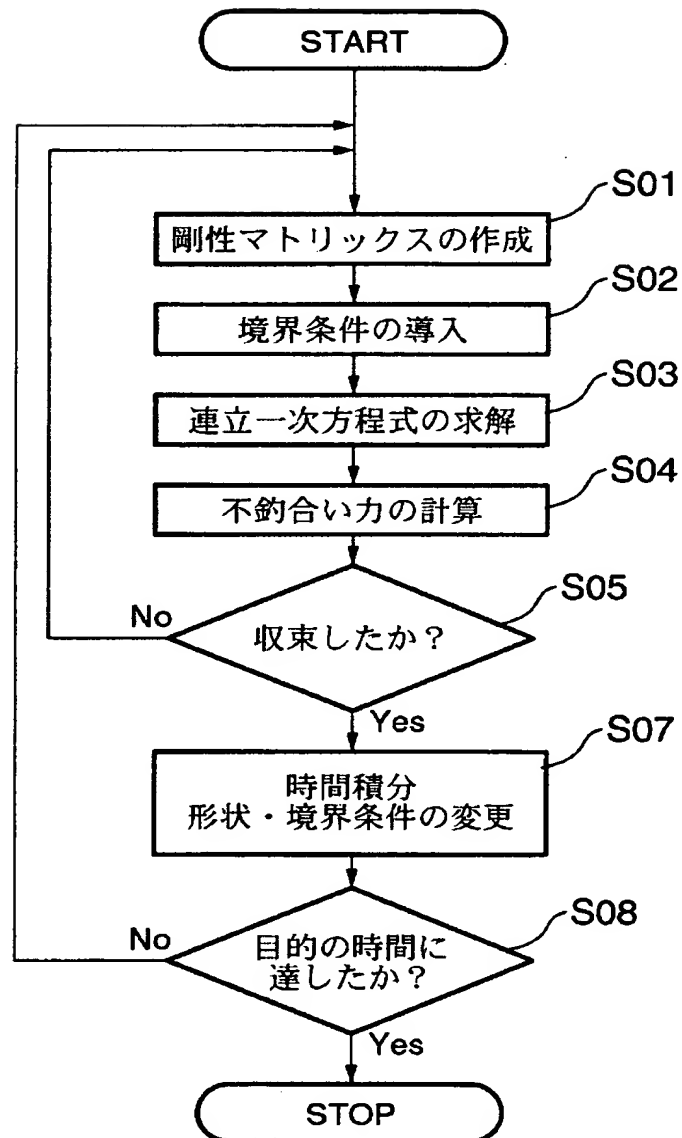 START
S01
剛性マトリックスの作成
S02
境界条件の導入
S03
連立一次方程式の求解
S04
不釣合い力の計算
S05
No
収束したか？
Yes
S07
時間積分
形状・境界条件の変更
S08
No
目的の時間に
達したか？
Yes
STOP